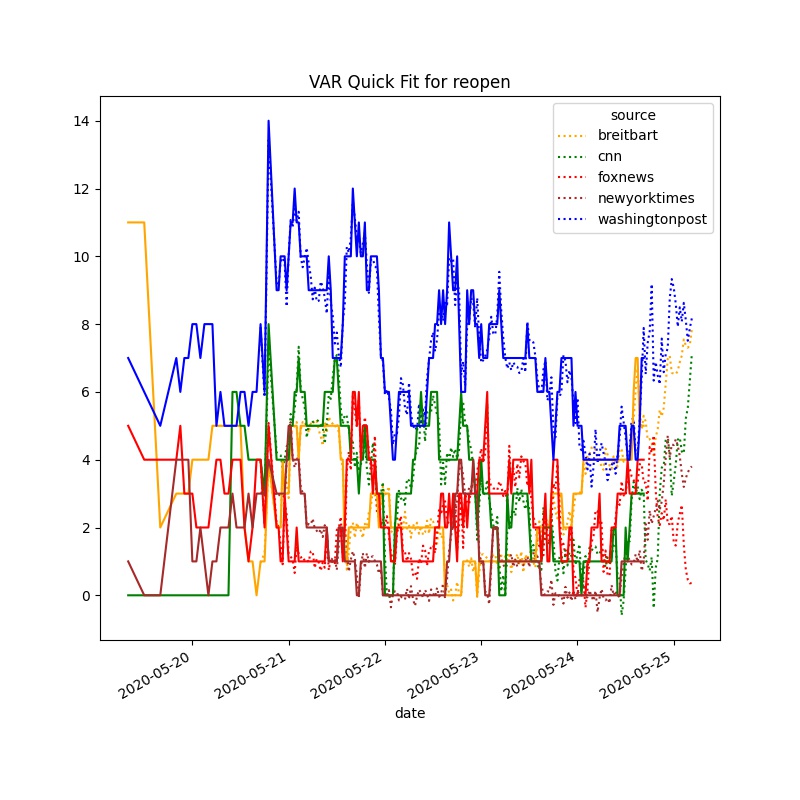 VAR Quick Fit for reopen
source
breitbart
cnn
foxnews
newyorktimes
washingtonpost
14
12
10
8
6
4
2
0
2020-05-20
2020-05-21
2020-05-22
2020-05-23
2020-05-24
2020-05-25
date